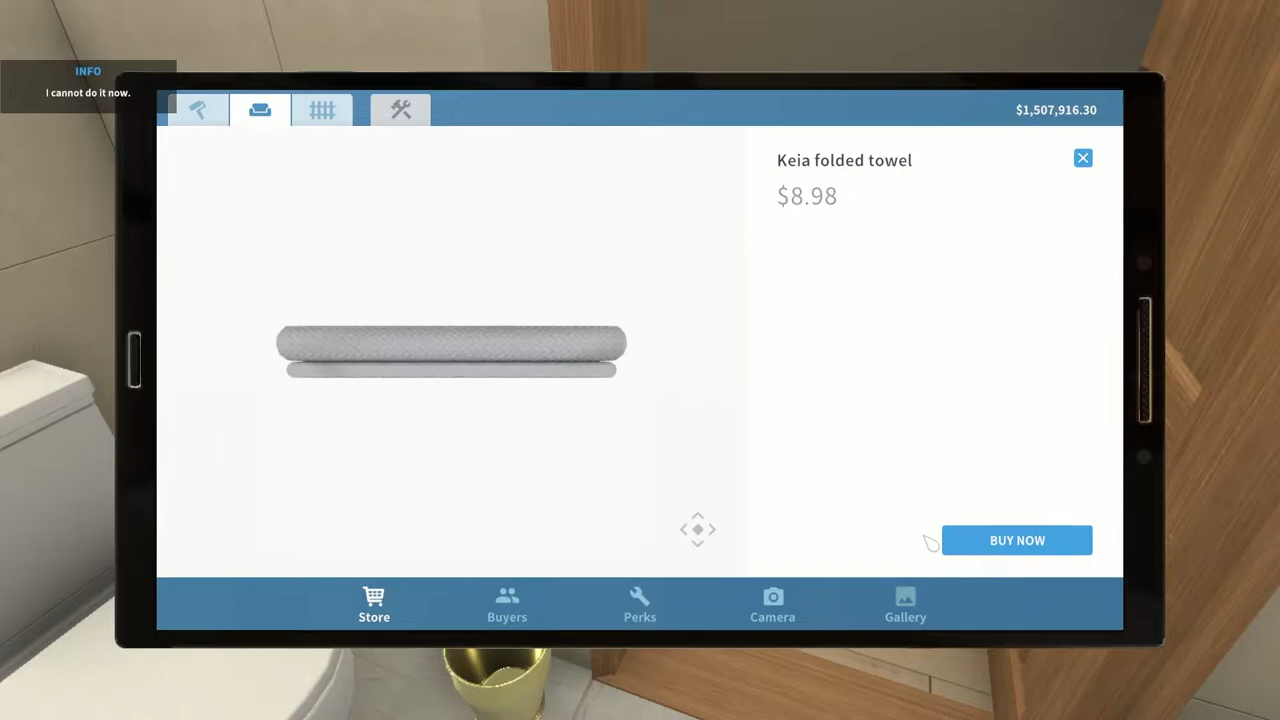 INFO
I cannot do it now.
$1,507,916.30
Keia folded towel
$8.98
BUY NOW
Store
Buyers
Perks
Camera
Gallery